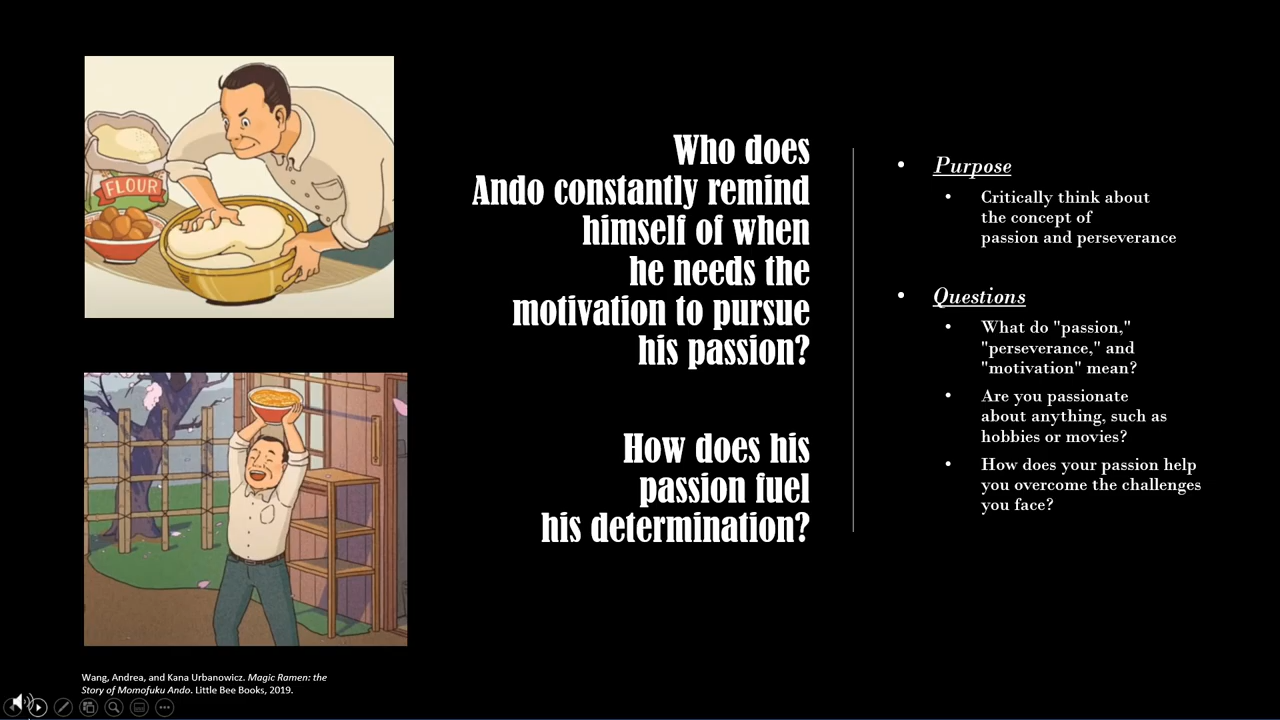 FLOUR
Who does
Ando constantly remind
himself of when
he needs the
motivation to pursue
his passion?
How does his
passion fuel
his determination?
• Purpose
• Critically think about
the concept of
passion and perseverance
• Questions
• What do "passion,"
"perseverance," and
"motivation" mean?
• Are you passionate
about anything, such as
hobbies or movies?
• How does your passion help
you overcome the challenges
you face?
Wang, Andrea, and Kana Urbanowicz. Magic Ramen: the
Story of Momofuku Ando. Little Bee Books, 2019.